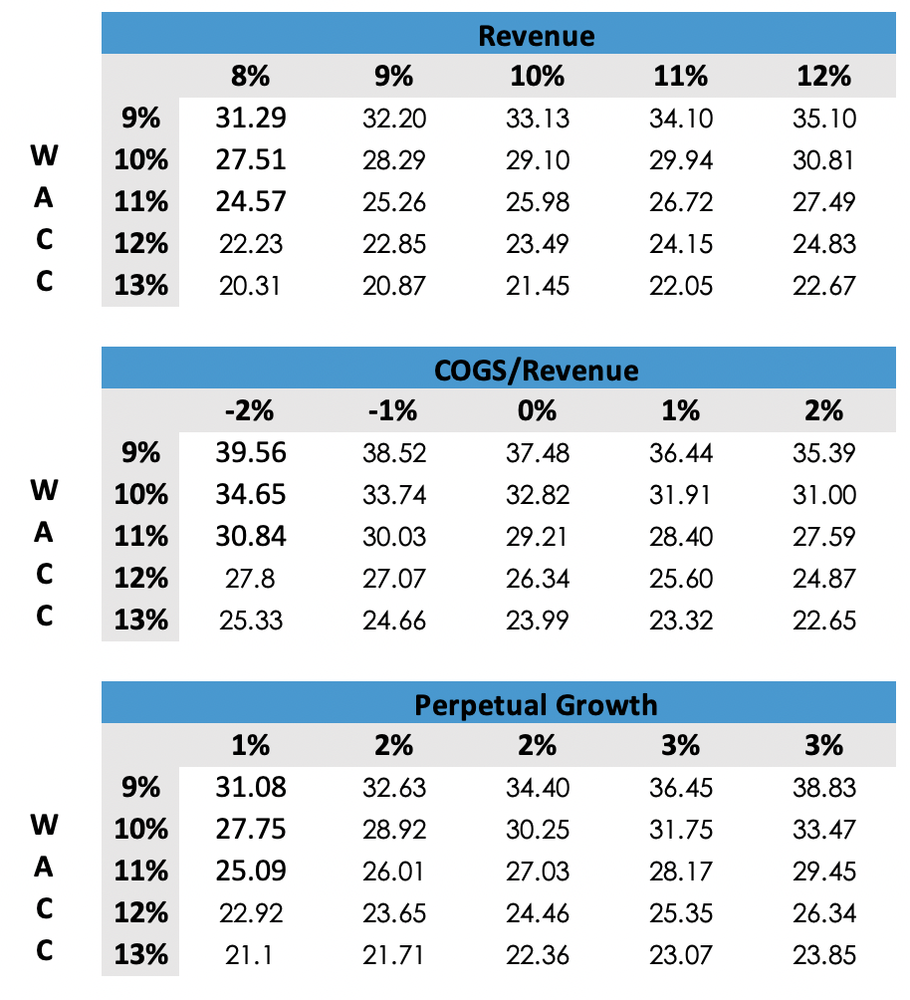 Revenue
8% 9% 10% 11% 12%
9% 31.29 32.20 33.13 34.10 35.10
W 10% 27.51 28.29 29.10 29.94 30.81
A 11% 24.57 25.26 25.98 26.72 27.49
C 12% 22.23 22.85 23.49 24.15 24.83
C 13% 20.31 20.87 21.45 22.05 22.67
COGS/Revenue
-2% -1% 0% 1% 2%
9% 39.56 38.52 37.48 36.44 35.39
W 10% 34.65 33.74 32.82 31.91 31.00
A 11% 30.84 30.03 29.21 28.40 27.59
C 12% 27.8 27.07 26.34 25.60 24.87
C 13% 25.33 24.66 23.99 23.32 22.65
Perpetual Growth
1% 2% 2% 3% 3%
9% 31.08 32.63 34.40 36.45 38.83
W 10% 27.75 28.92 30.25 31.75 33.47
A 11% 25.09 26.01 27.03 28.17 29.45
C 12% 22.92 23.65 24.46 25.35 26.34
C 13% 21.1 21.71 22.36 23.07 23.85